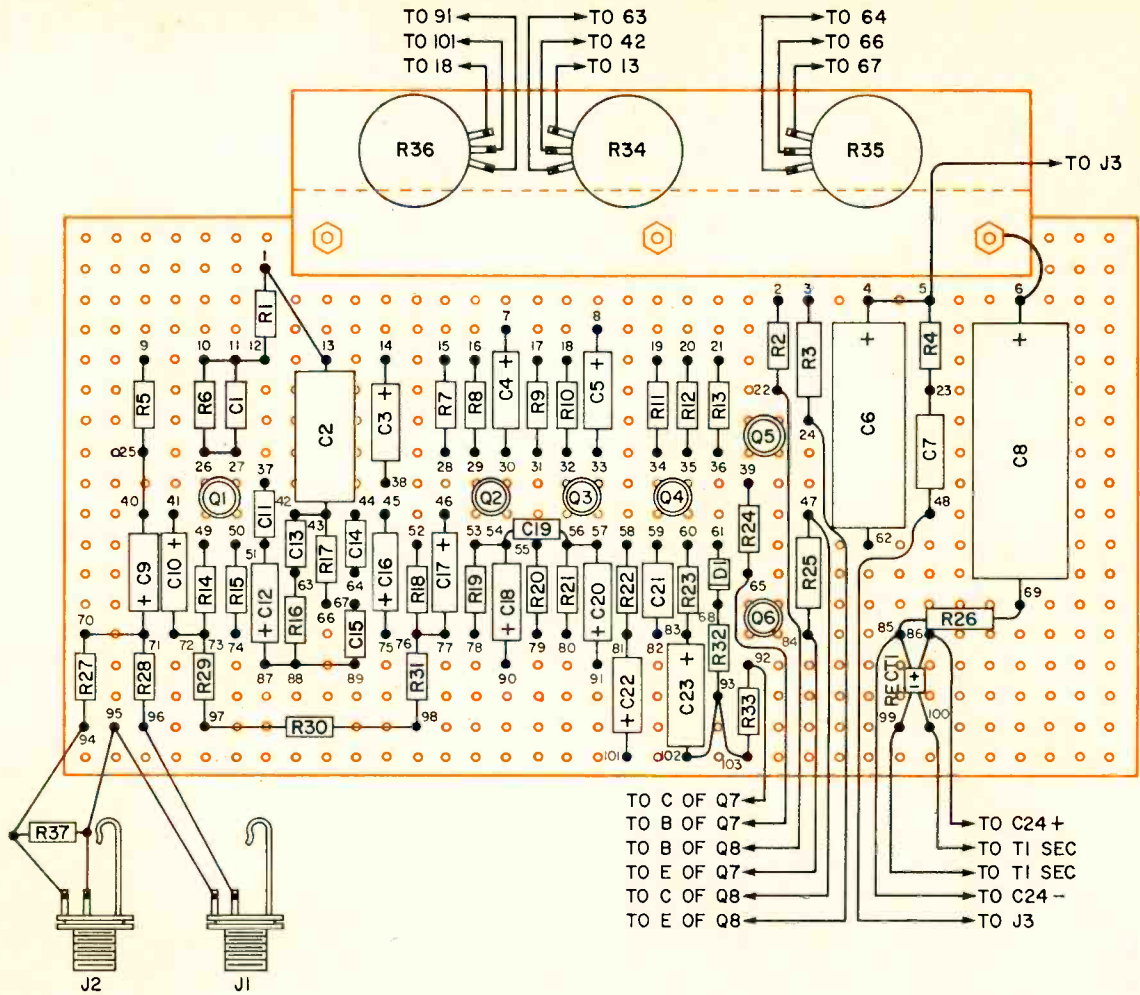 TO 91 TO 63 TO 64
TO 101 TO 42 TO 66
TO 18 TO 13 TO 67
R36 R34 R35
TO J3
1
2 3 4 5 6
R1 7 8 + +
9 10 11 12 13 14 15 16 17 18 19 20 21 R2 R3 R4
R5 R6 C1 C2 C3 + R7 R8 C4 + R9 R10 C5 + R11 R12 R13 22 23
25 26 27 28 29 30 31 32 33 34 35 36 Q5 24 C6 C7 C8
37 38 39
40 41 Q1 42 43 44 45 46 Q2 Q3 Q4 47 48
C11 C13 C14 C19 R24
49 50 51 52 53 54 55 56 57 58 59 60 61 62
C9 + C10 + R14 R15 C12 + R17 C16 + R18 C17 + R19 C18 + R20 R21 C20 + R22 C21 R23 D1 R25
63 64 65
R16 66 67 C15 68 69
Q6 R26
70 71 72 73 74 75 76 77 78 79 80 81 82 83 84 85 86
R27 R28 R29 87 88 89 R31 90 91 C22 + C23 + R32 92 RECT1 - +
93
94 95 96 97 R30 98 R33 99 100
101 102 103
R37
TO C OF Q7
TO B OF Q7 TO C24 +
TO B OF Q8 TO T1 SEC
TO E OF Q7 TO T1 SEC
TO C OF Q8 TO C24 -
TO E OF Q8 TO J3
J2 J1